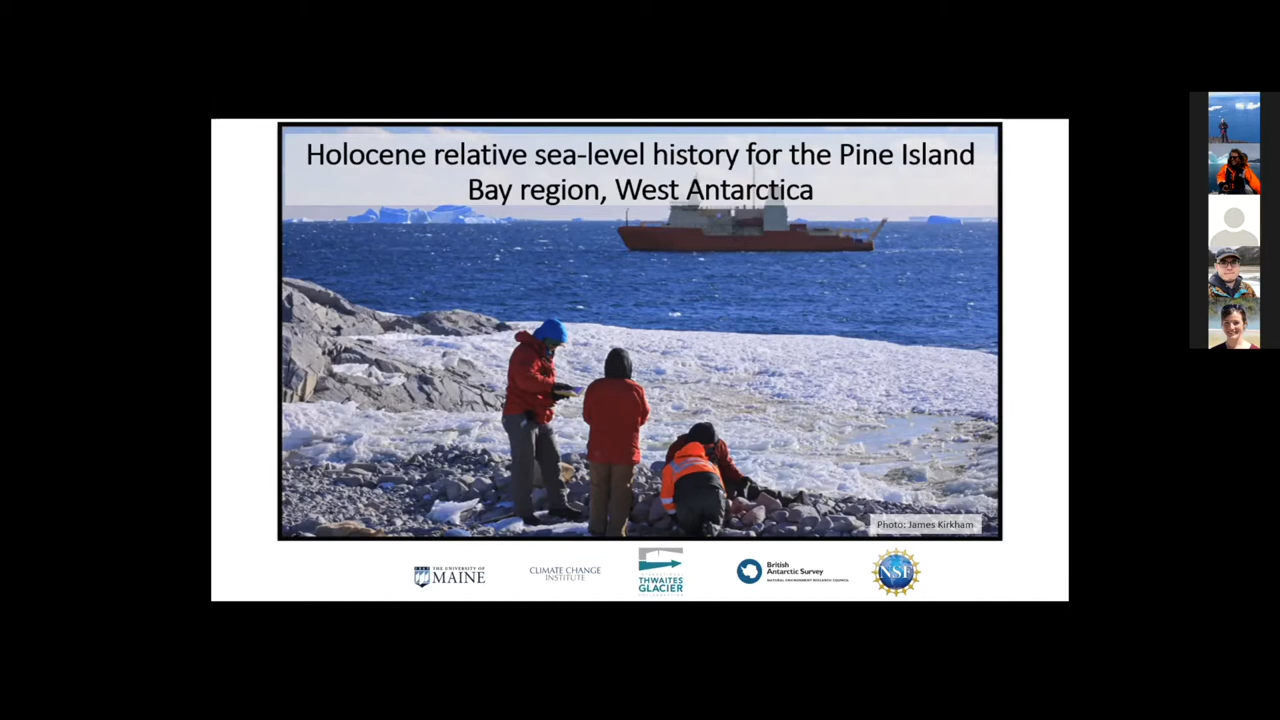 Holocene relative sea-level history for the Pine Island
Bay region, West Antarctica
Photo: James Kirkham
THE UNIVERSITY OF
MAINE
CLIMATE CHANGE
INSTITUTE
THWAITES
GLACIER
British
Antarctic Survey
NATURAL ENVIRONMENT RESEARCH COUNCIL
NSF